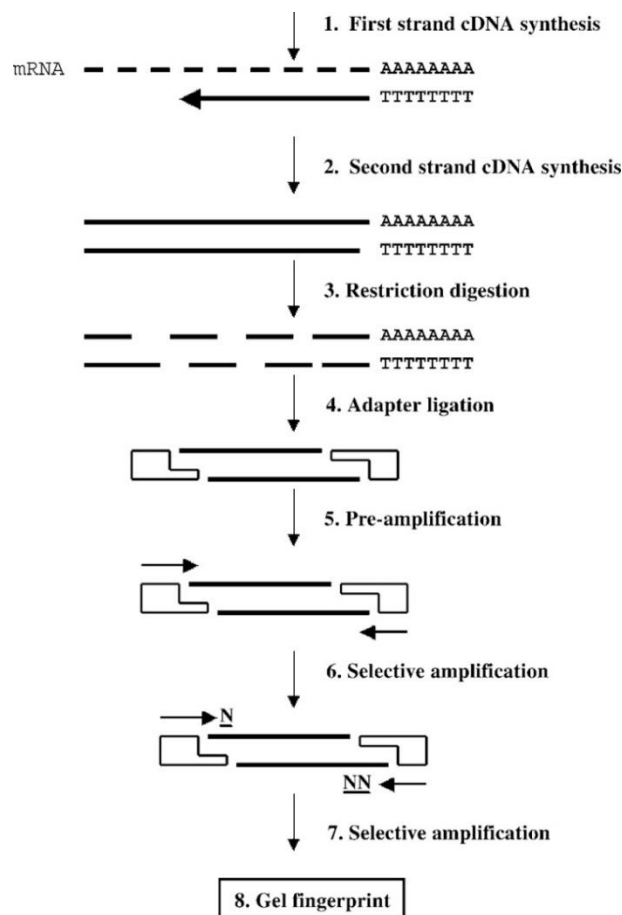 1. First strand cDNA synthesis
mRNA AAAAAAAA
TTTTTTTT
2. Second strand cDNA synthesis
AAAAAAAA
TTTTTTTT
3. Restriction digestion
AAAAAAAA
TTTTTTTT
4. Adapter ligation
5. Pre-amplification
6. Selective amplification
N
NN
7. Selective amplification
8. Gel fingerprint